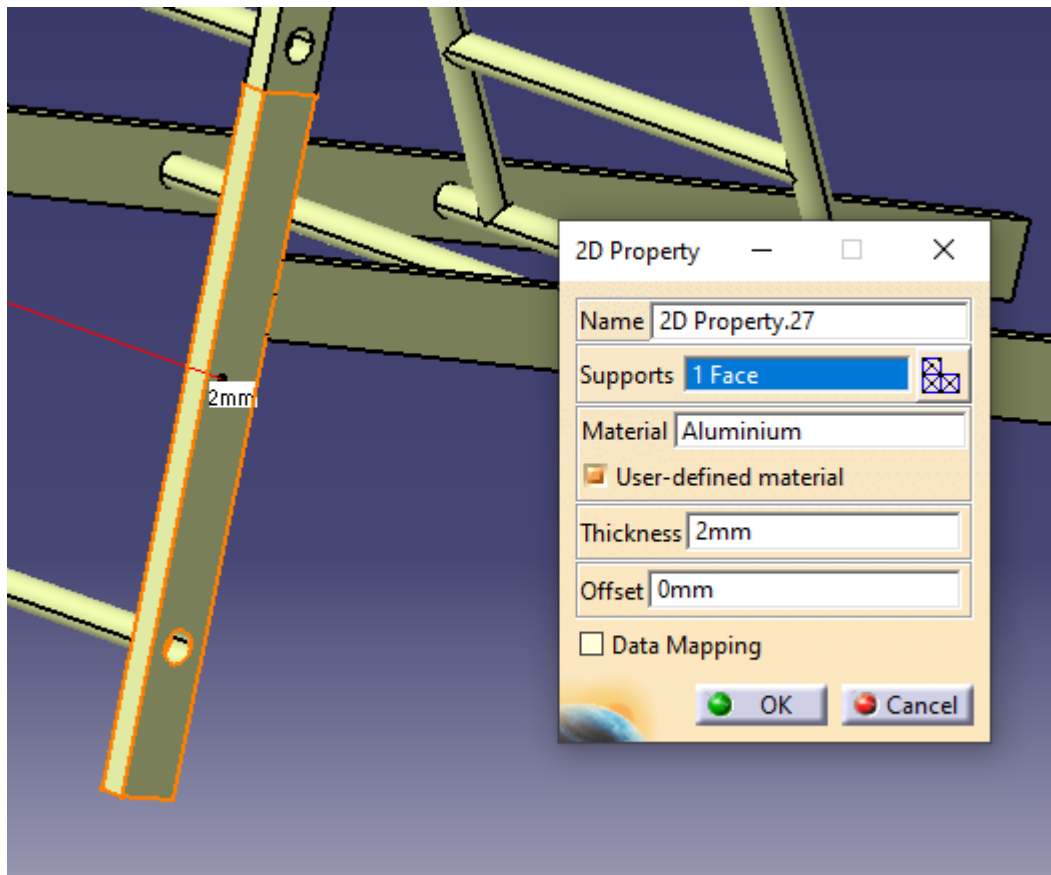 2D Property
Name 2D Property.27
Supports 1 Face
Material Aluminium
User-defined material
2mm
Thickness 2mm
Offset 0mm
Data Mapping
OK Cancel